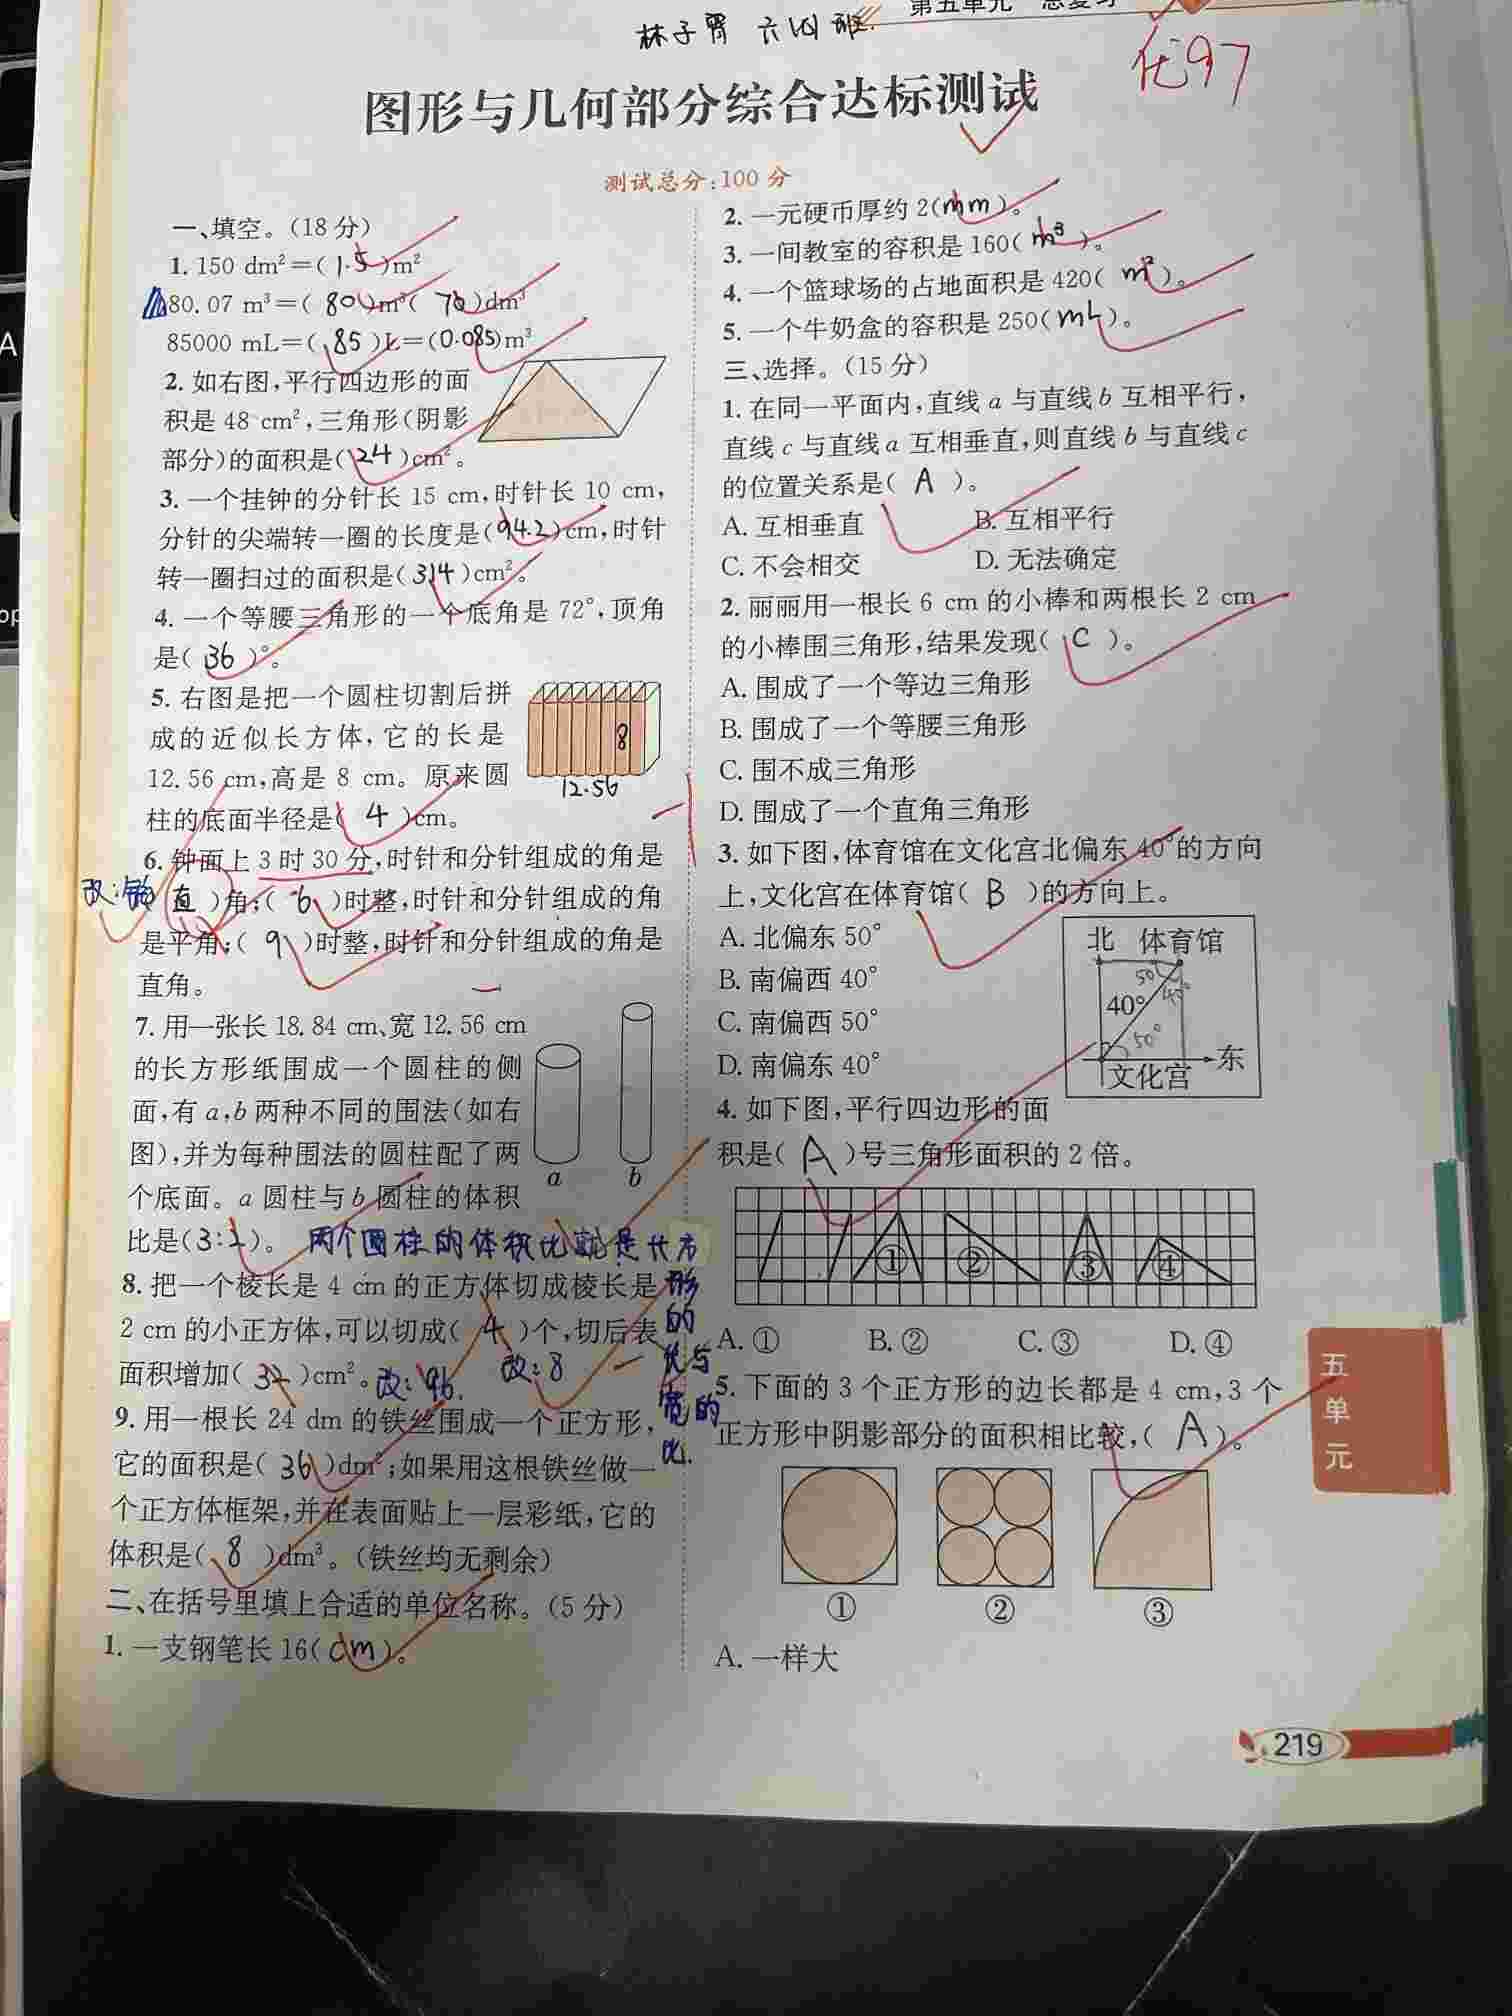 第五单元 总复习
林子 六四班
优97
图形与几何部分综合达标测试
测试总分:100 分
一、填空。(18 分)
1. 150 dm²=(1.5)m²
80.07 m³=(80)m³(70)dm³
85000 mL=(85)L=(0.085)m³
2. 如右图,平行四边形的面
积是 48 cm²,三角形(阴影
部分)的面积是(24)cm²。
3. 一个挂钟的分针长 15 cm,时针长 10 cm,
分针的尖端转一圈的长度是(94.2)cm,时针
转一圈扫过的面积是(314)cm²。
4. 一个等腰三角形的一个底角是 72°,顶角
是(36)°。
5. 右图是把一个圆柱切割后拼
成的近似长方体,它的长是
12.56 cm,高是 8 cm。原来圆
柱的底面半径是(4)cm。
8
12.56
6. 钟面上 3 时 30 分,时针和分针组成的角是
改:锐
(直)角;(6)时整,时针和分针组成的角
是平角;(9)时整,时针和分针组成的角是
直角。
7. 用一张长 18.84 cm、宽 12.56 cm
的长方形纸围成一个圆柱的侧
面,有 a,b 两种不同的围法(如右
图),并为每种围法的圆柱配了两
个底面。a 圆柱与 b 圆柱的体积
比是(3:2)。
a b
两个圆柱的体积比就是长方
形
的
长与
宽的
比.
8. 把一个棱长是 4 cm 的正方体切成棱长是
2 cm 的小正方体,可以切成(4)个,切后表
面积增加(32)cm²。改:96. 改:8
9. 用一根长 24 dm 的铁丝围成一个正方形,
它的面积是(36)dm²;如果用这根铁丝做一
个正方体框架,并在表面贴上一层彩纸,它的
体积是(8)dm³。(铁丝均无剩余)
二、在括号里填上合适的单位名称。(5 分)
1. 一支钢笔长 16(cm)。
2. 一元硬币厚约 2(mm)。
3. 一间教室的容积是 160(m³)。
4. 一个篮球场的占地面积是 420(m²)。
5. 一个牛奶盒的容积是 250(mL)。
三、选择。(15 分)
1. 在同一平面内,直线 a 与直线 b 互相平行,
直线 c 与直线 a 互相垂直,则直线 b 与直线 c
的位置关系是(A)。
A. 互相垂直 B. 互相平行
C. 不会相交 D. 无法确定
2. 丽丽用一根长 6 cm 的小棒和两根长 2 cm
的小棒围三角形,结果发现(C)。
A. 围成了一个等边三角形
B. 围成了一个等腰三角形
C. 围不成三角形
D. 围成了一个直角三角形
3. 如下图,体育馆在文化宫北偏东 40°的方向
上,文化宫在体育馆(B)的方向上。
A. 北偏东 50°
B. 南偏西 40°
C. 南偏西 50°
D. 南偏东 40°
北 体育馆
50° 40°
40°
50°
东
文化宫
4. 如下图,平行四边形的面
积是(A)号三角形面积的 2 倍。
① ② ③ ④
A. ① B. ② C. ③ D. ④
5. 下面的 3 个正方形的边长都是 4 cm,3 个
正方形中阴影部分的面积相比较,(A)。
① ② ③
A. 一样大
五
单
元
219